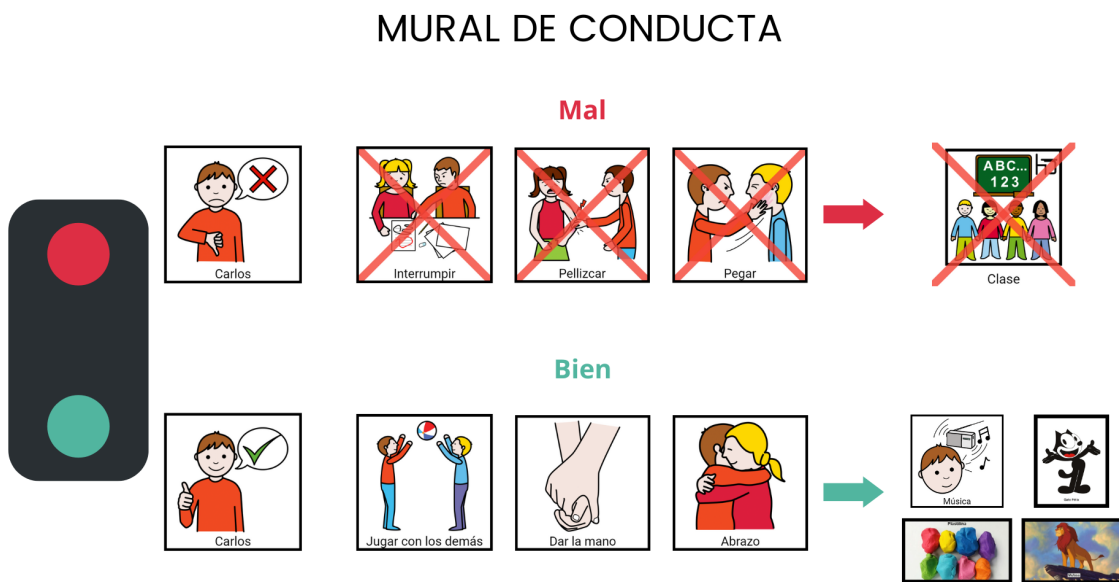 MURAL DE CONDUCTA
Mal
Carlos
Interrumpir
Pellizcar
Pegar
ABC...
123
Clase
Bien
Carlos
Jugar con los demás
Dar la mano
Abrazo
Música
Plastilina